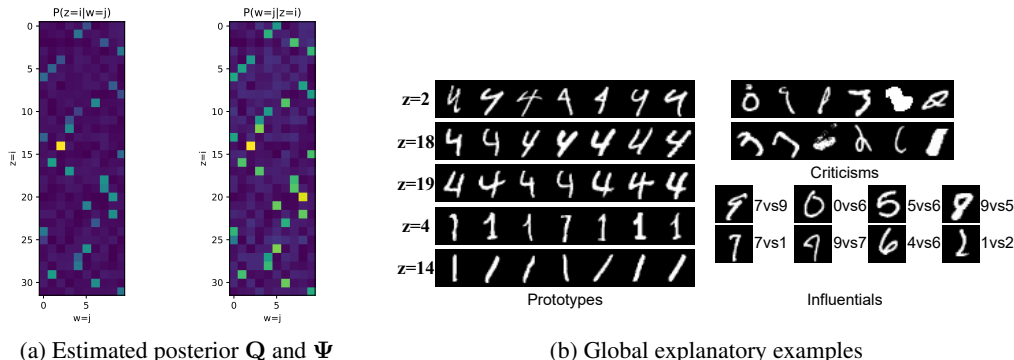 P(z=i|w=j)
0
5
10
15
20
25
30
z=i
0
5
w=j
P(w=j|z=i)
0
5
10
15
20
25
30
z=i
0
5
w=j
(a) Estimated posterior Q and Ψ
z=2
z=18
z=19
z=4
z=14
Prototypes
Criticisms
7vs9
0vs6
5vs6
9vs5
7vs1
9vs7
4vs6
1vs2
Influentials
(b) Global explanatory examples